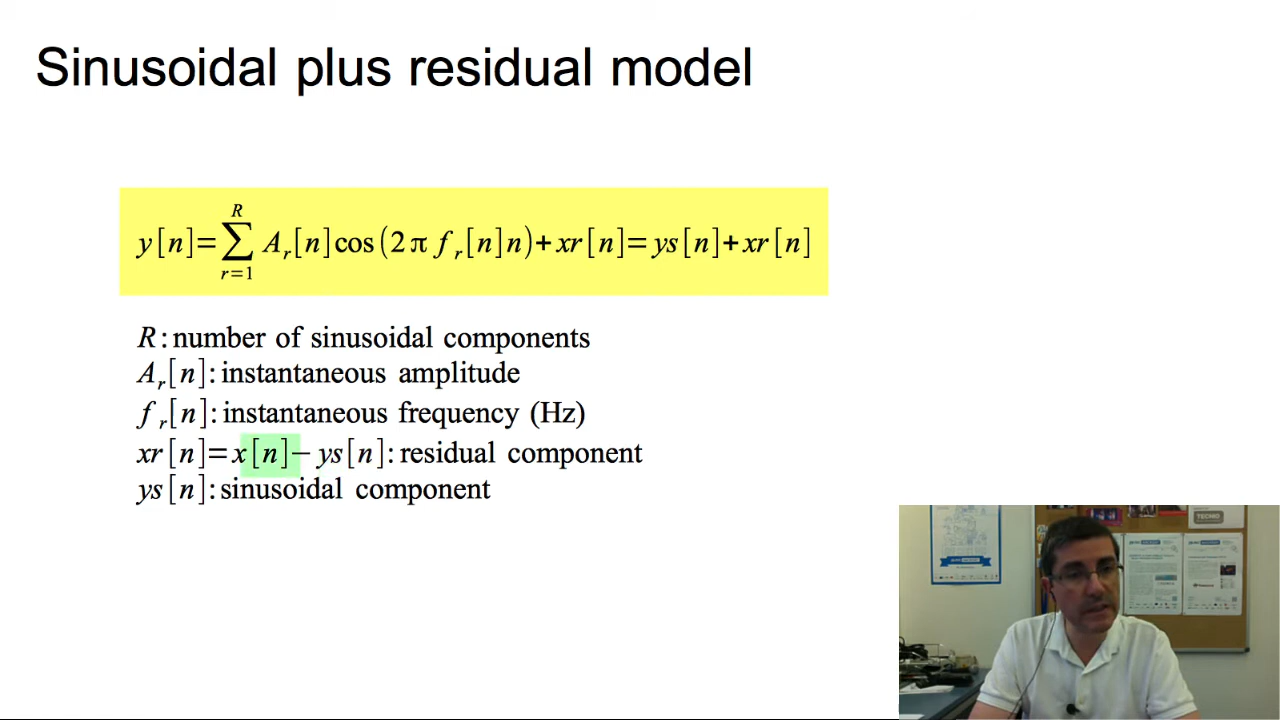 Sinusoidal plus residual model
y[n]=∑_{r=1}^{R} A_r[n]cos(2π f_r[n]n)+xr[n]=ys[n]+xr[n]
R: number of sinusoidal components
A_r[n]: instantaneous amplitude
f_r[n]: instantaneous frequency (Hz)
xr[n]=x[n]− ys[n]: residual component
ys[n]: sinusoidal component